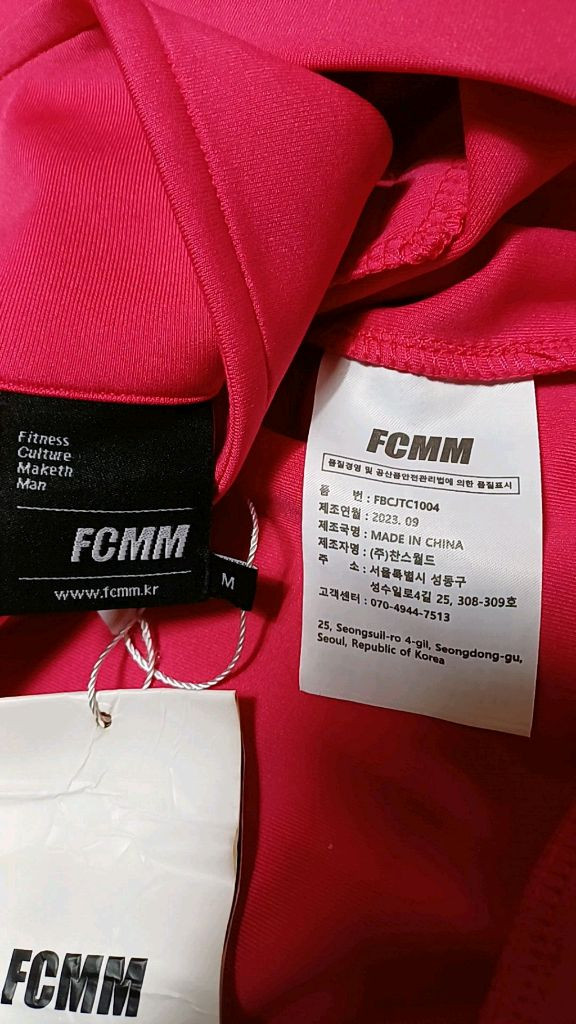 Fitness
Culture
Maketh
Man
FCMM
www.fcmm.kr
M
FCMM
품질경영 및 공산품안전관리법에 의한 품질표시
품 번 : FBCJTC1004
제조연월 : 2023. 09
제조국명 : MADE IN CHINA
제조자명 : (주)찬스월드
주 소 : 서울특별시 성동구
성수일로4길 25, 308-309호
고객센터 : 070-4944-7513
25, Seongsuil-ro 4-gil, Seongdong-gu,
Seoul, Republic of Korea
FCMM